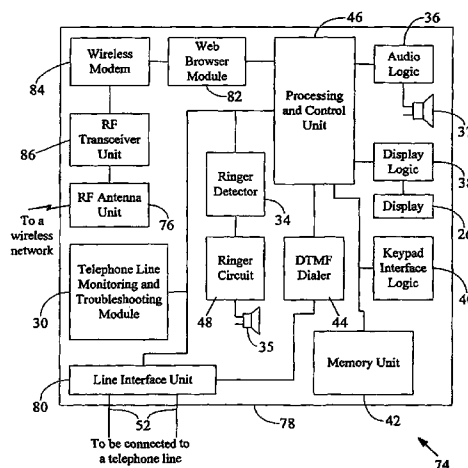 46
36
Wireless
Modem
Web
Browser
Module
Processing
and Control
Unit
Audio
Logic
84
82
37
RF
Transceiver
Unit
86
Ringer
Detector
34
Display
Logic
38
Display
26
RF Antenna
Unit
76
To a
wireless
network
Telephone Line
Monitoring and
Troubleshooting
Module
30
Ringer
Circuit
48
35
DTMF
Dialer
44
Keypad
Interface
Logic
40
Line Interface Unit
80
Memory Unit
42
52
78
To be connected to
a telephone line
74